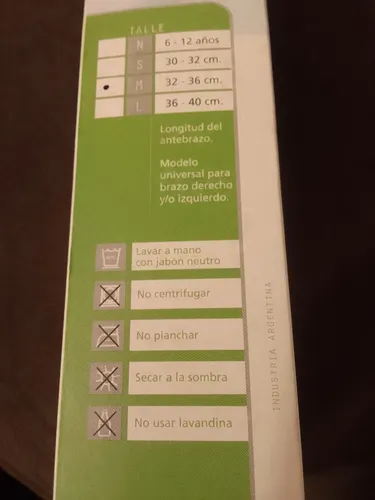 TALLE
N 6 - 12 años
S 30 - 32 cm.
M 32 - 36 cm.
L 36 - 40 cm.
Longitud del
antebrazo.
Modelo
universal para
brazo derecho
y/o izquierdo.
Lavar a mano
con jabón neutro
No centrifugar
No planchar
Secar a la sombra
No usar lavandina
INDUSTRIA ARGENTINA